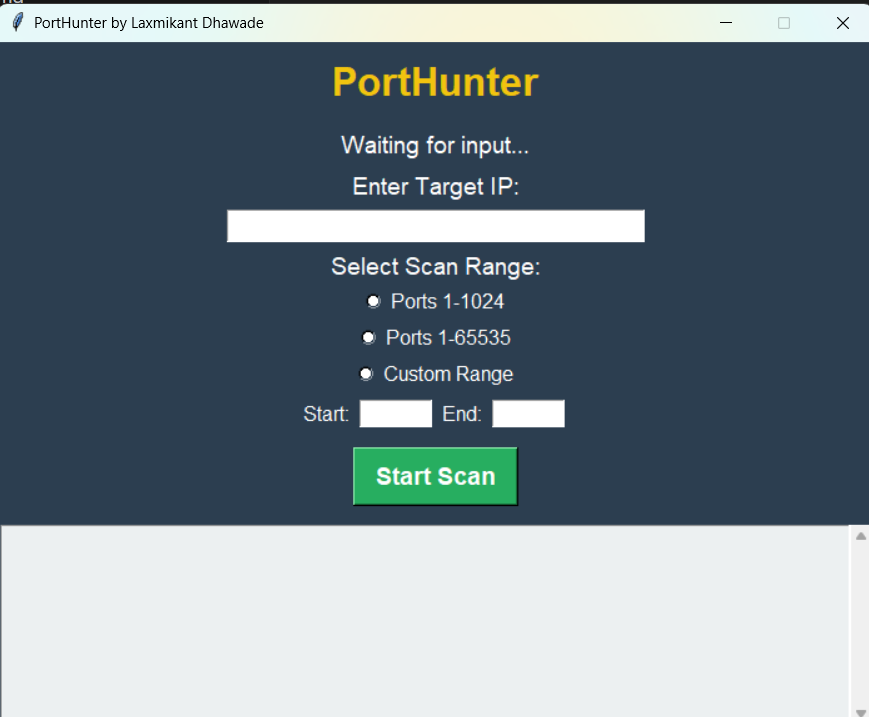 PortHunter by Laxmikant Dhawade
PortHunter
Waiting for input...
Enter Target IP:
Select Scan Range:
Ports 1-1024
Ports 1-65535
Custom Range
Start: End:
Start Scan